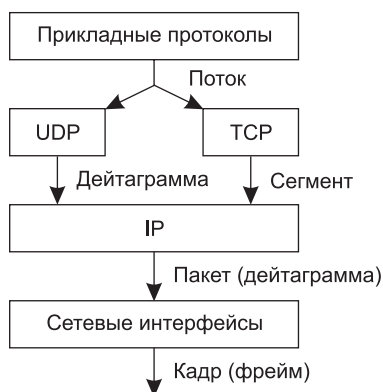 Прикладные протоколы
Поток
UDP
TCP
Дейтаграмма
Сегмент
IP
Пакет (дейтаграмма)
Сетевые интерфейсы
Кадр (фрейм)